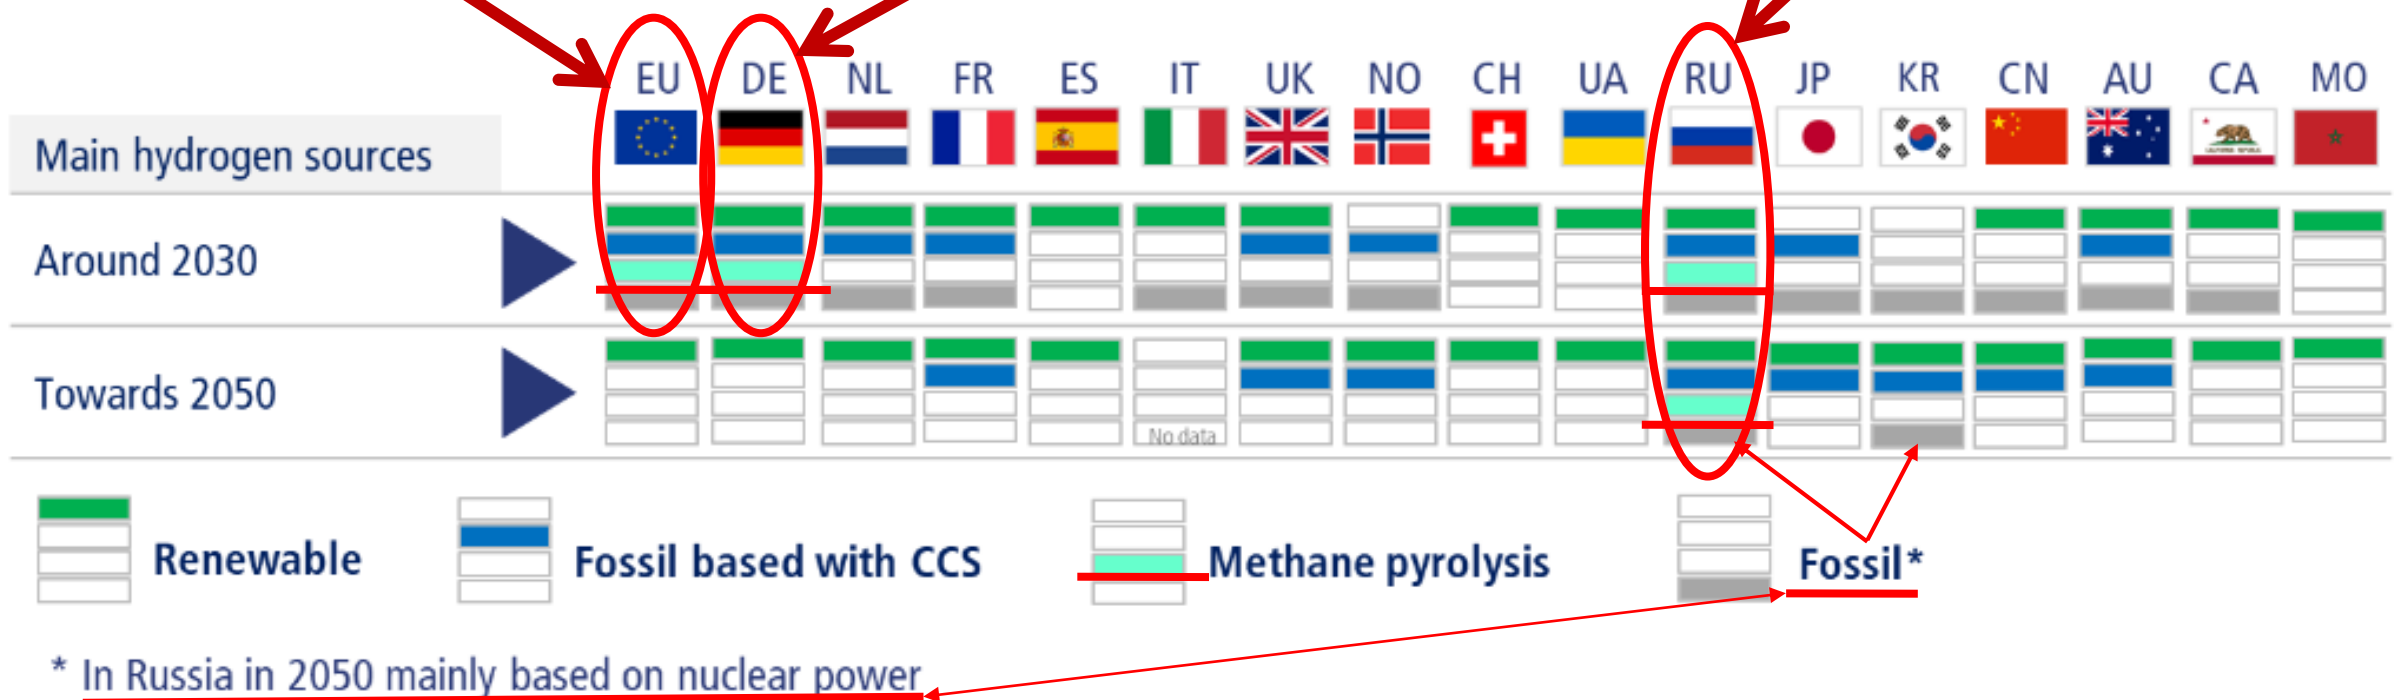 EU DE NL FR ES IT UK NO CH UA RU JP KR CN AU CA MO
Main hydrogen sources
Around 2030
Towards 2050
No data
Renewable
Fossil based with CCS
Methane pyrolysis
Fossil*
* In Russia in 2050 mainly based on nuclear power